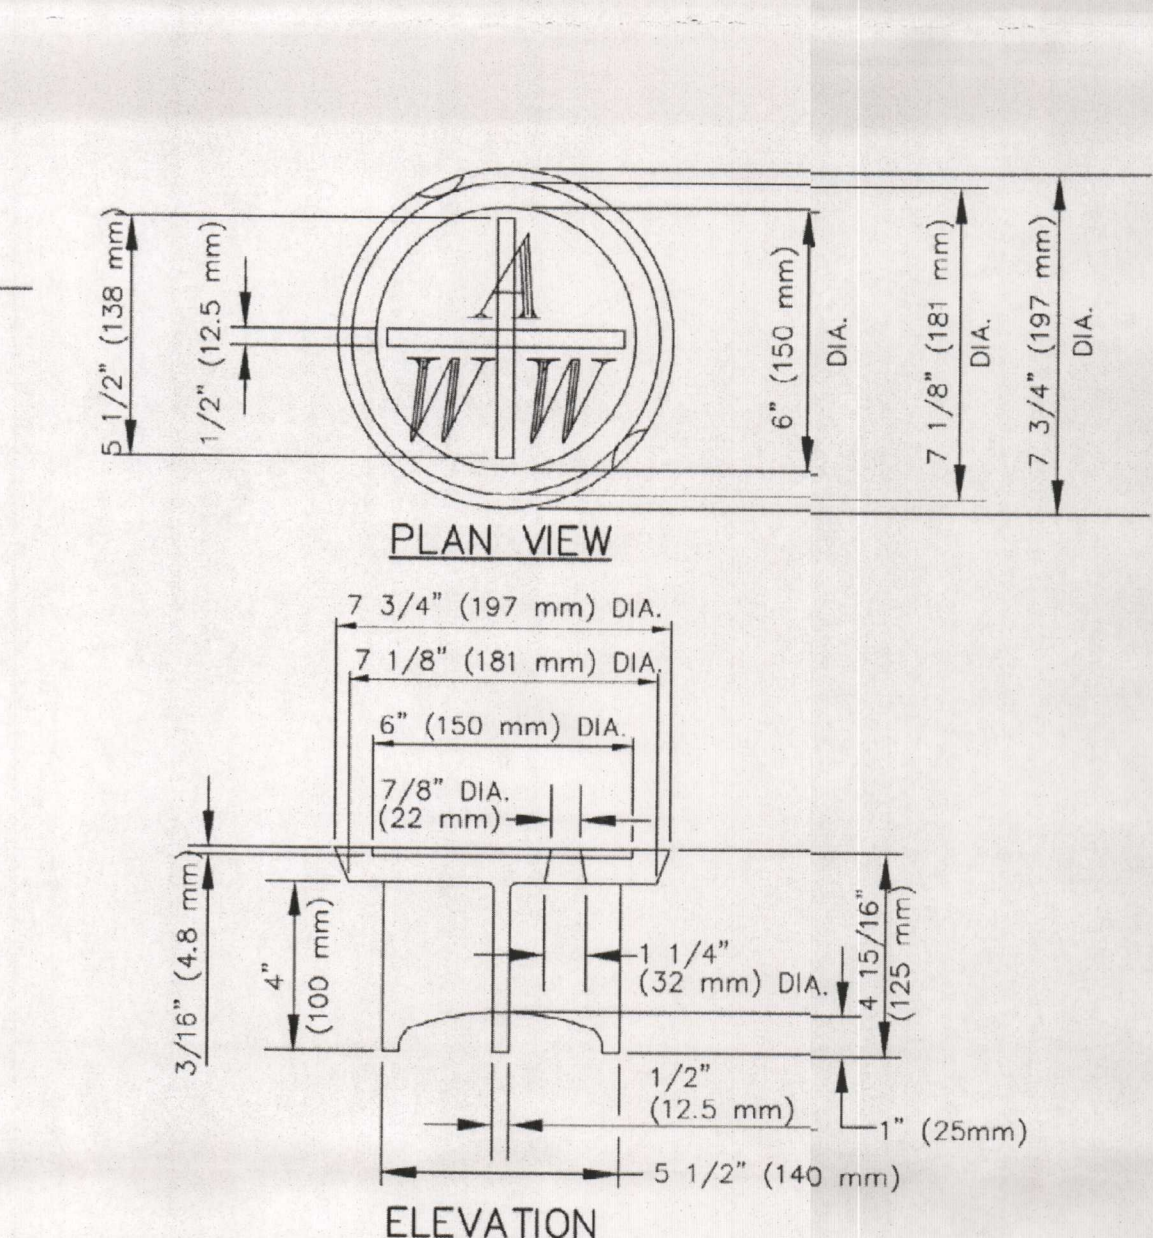 5 1/2" (138 mm)
1/2" (12.5 mm)
A
W W
6" (150 mm)
DIA.
7 1/8" (181 mm)
DIA.
7 3/4" (197 mm)
DIA.
PLAN VIEW
7 3/4" (197 mm) DIA.
7 1/8" (181 mm) DIA.
6" (150 mm) DIA.
7/8" DIA.
(22 mm)
3/16" (4.8 mm)
4"
(100 mm)
1 1/4"
(32 mm) DIA.
4 15/16"
(125 mm)
1/2"
(12.5 mm)
1" (25mm)
5 1/2" (140 mm)
ELEVATION